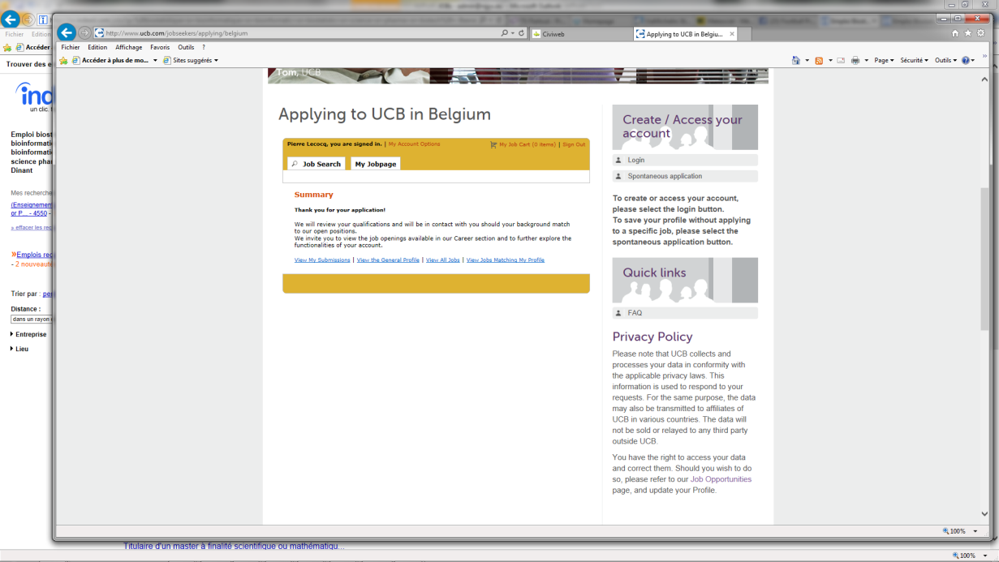 Fichier Edition
Accéder
Trouver des e
ind
un clic. t
Emploi biost
bioinformati
bioinformati
science phar
Dinant
Mes recherche
(Enseignement
or P... - 4550 -
» effacer les rec
»Emplois rec
- 2 nouveauté
Trier par : per
Distance :
dans un rayon
Entreprise
Lieu
http://www.ucb.com/jobseekers/applying/belgium
Civiweb
Applying to UCB in Belgiu...
Fichier Edition Affichage Favoris Outils ?
Accéder à plus de mo... Sites suggérés
Page Sécurité Outils
Tom, UCB
Applying to UCB in Belgium
Pierre Lecocq, you are signed in. | My Account Options
My Job Cart (0 items) | Sign Out
Job Search My Jobpage
Summary
Thank you for your application!
We will review your qualifications and will be in contact with you should your background match
to our open positions.
We invite you to view the job openings available in our Career section and to further explore the
functionalities of your account.
View My Submissions | View the General Profile | View All Jobs | View Jobs Matching My Profile
Create / Access your
account
Login
Spontaneous application
To create or access your account,
please select the login button.
To save your profile without applying
to a specific job, please select the
spontaneous application button.
Quick links
FAQ
Privacy Policy
Please note that UCB collects and
processes your data in conformity with
the applicable privacy laws. This
information is used to respond to your
requests. For the same purpose, the data
may also be transmitted to affiliates of
UCB in various countries. The data will
not be sold or relayed to any third party
outside UCB.
You have the right to access your data
and correct them. Should you wish to do
so, please refer to our Job Opportunities
page, and update your Profile.
100%
Titulaire d'un master à finalité scientifique ou mathématiqu...
100%